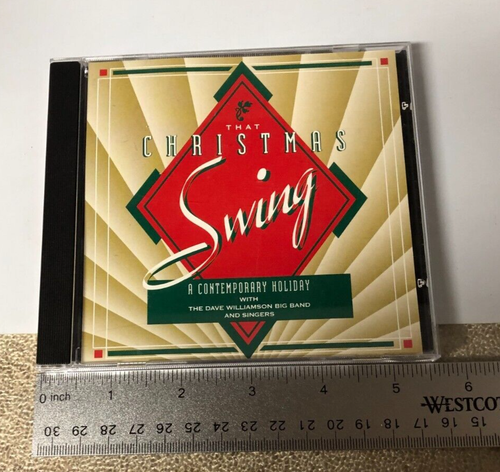 THAT
CHRISTMAS
Swing
A CONTEMPORARY HOLIDAY
WITH
THE DAVE WILLIAMSON BIG BAND
AND SINGERS
0 inch 1 2 3 4 5 6
WESTCO
30 29 28 27 26 25 24 23 22 21 20 19 18 17 16 15